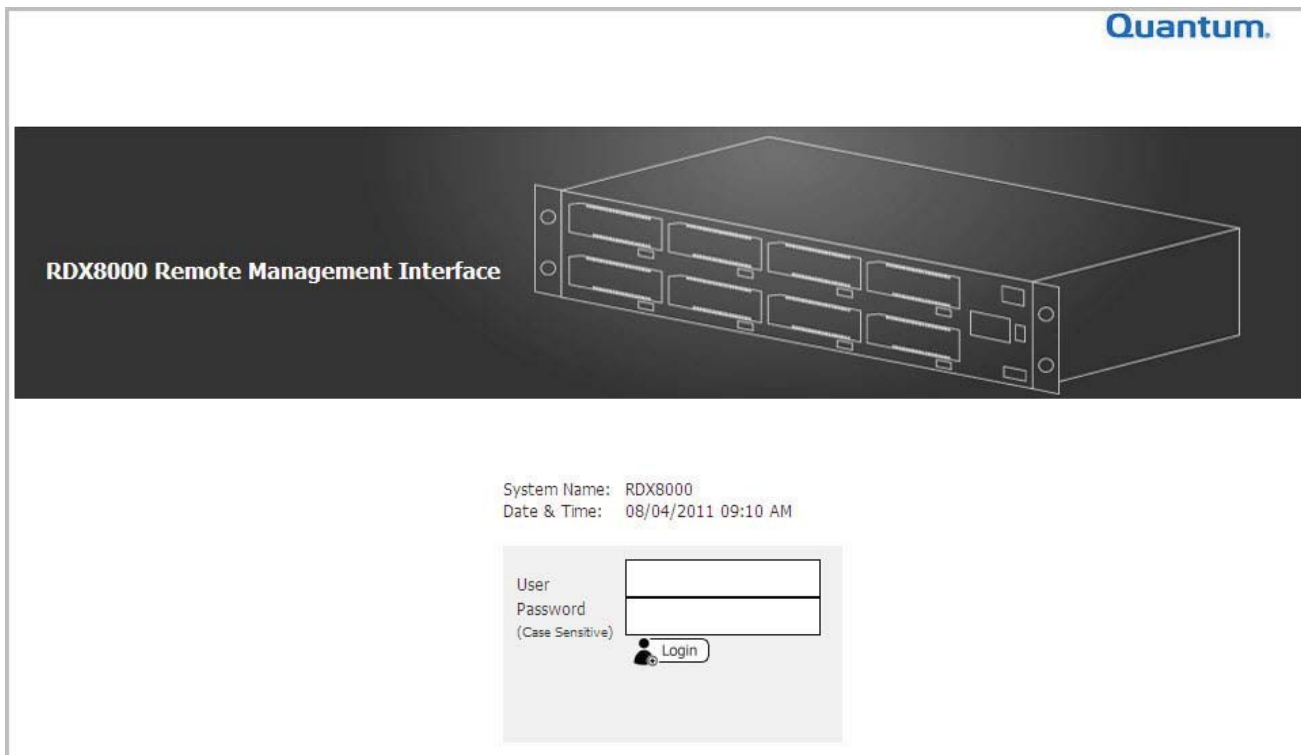 Quantum.
RDX8000 Remote Management Interface
System Name: RDX8000
Date & Time: 08/04/2011 09:10 AM
User
Password
(Case Sensitive)
Login